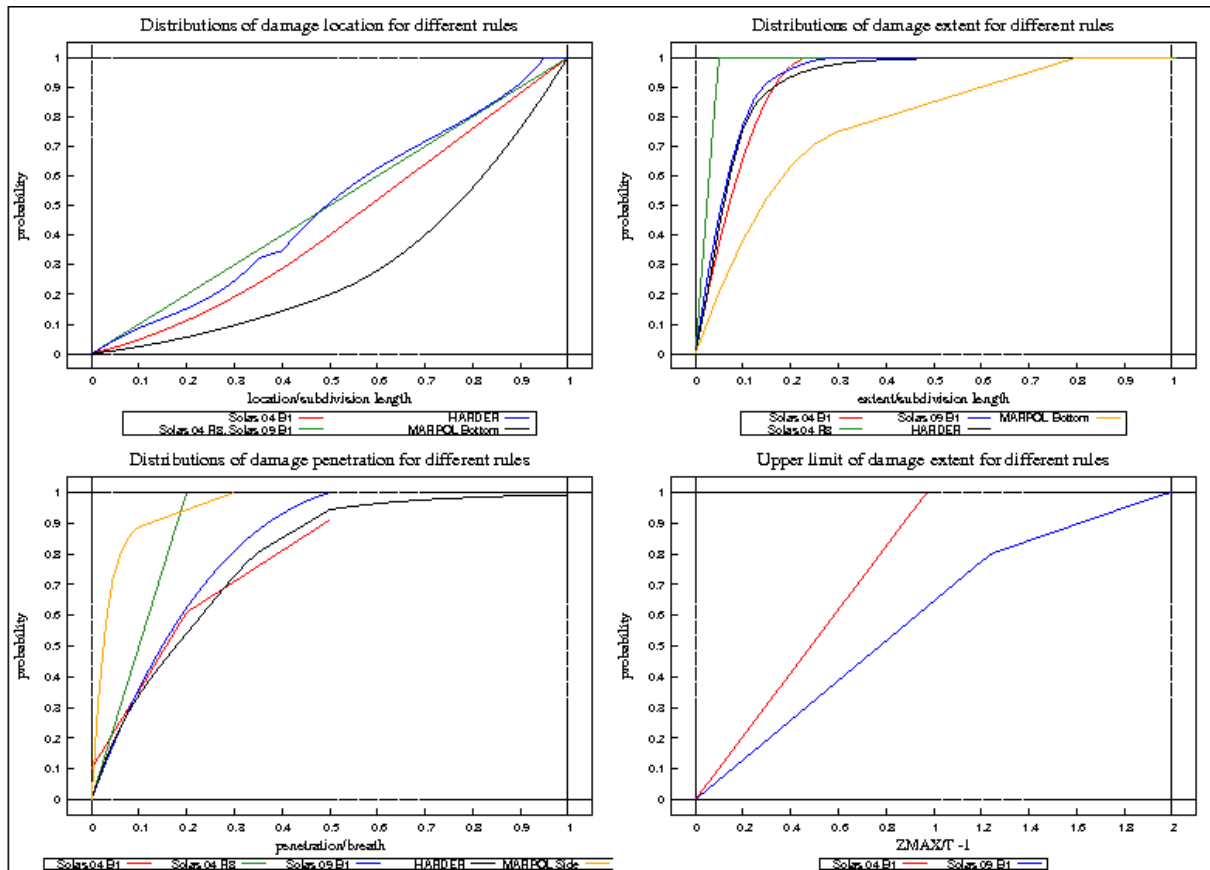 Distributions of damage location for different rules
probability
1
0.9
0.8
0.7
0.6
0.5
0.4
0.3
0.2
0.1
0
0 0.1 0.2 0.3 0.4 0.5 0.6 0.7 0.8 0.9 1
location/subdivision length
Solas 04 B1 HARDER
Solas 04 R8, Solas 09 B1 MARPOL Bottom
Distributions of damage extent for different rules
probability
1
0.9
0.8
0.7
0.6
0.5
0.4
0.3
0.2
0.1
0
0 0.1 0.2 0.3 0.4 0.5 0.6 0.7 0.8 0.9 1
extent/subdivision length
Solas 04 B1 Solas 09 B1 MARPOL Bottom
Solas 04 R8 HARDER
Distributions of damage penetration for different rules
probability
1
0.9
0.8
0.7
0.6
0.5
0.4
0.3
0.2
0.1
0
0 0.1 0.2 0.3 0.4 0.5 0.6 0.7 0.8 0.9 1
penetration/breath
Solas 04 B1 Solas 04 R8 Solas 09 B1 HARDER MARPOL Side
Upper limit of damage extent for different rules
probability
1
0.9
0.8
0.7
0.6
0.5
0.4
0.3
0.2
0.1
0
0 0.2 0.4 0.6 0.8 1 1.2 1.4 1.6 1.8 2
ZMAX/T -1
Solas 04 B1 Solas 09 B1